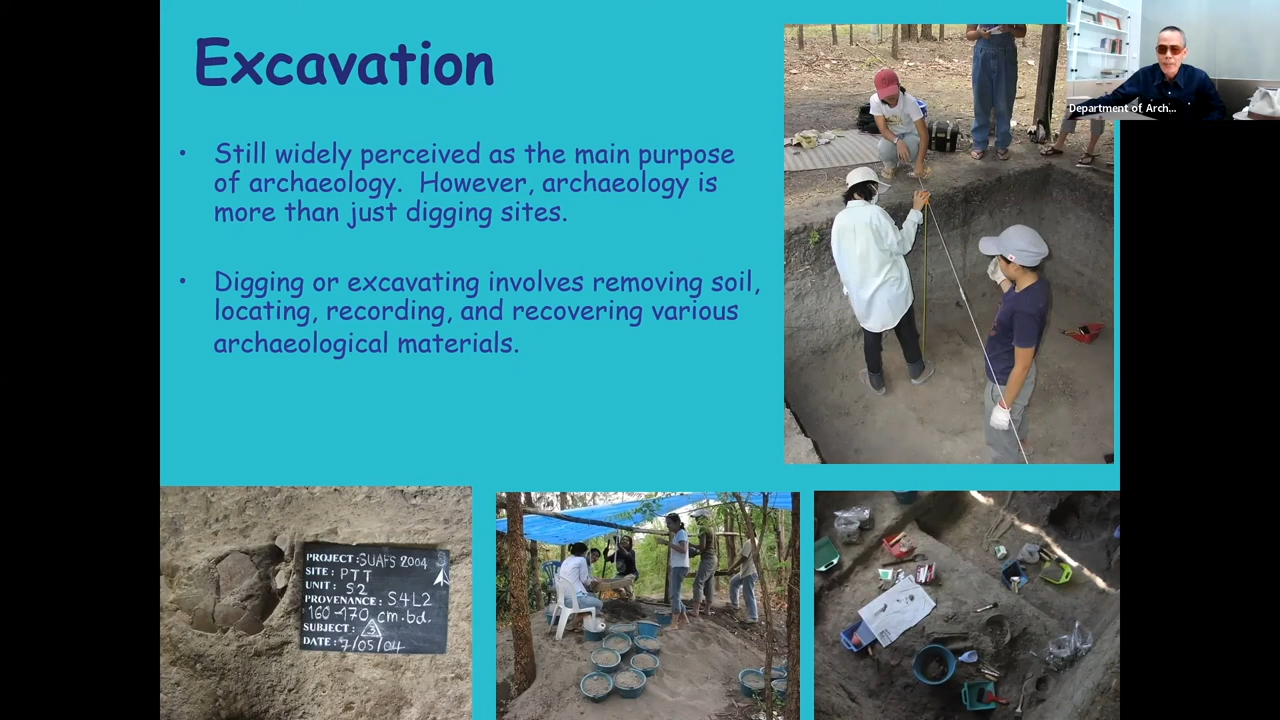 Excavation
Department of Arch...
• Still widely perceived as the main purpose
of archaeology. However, archaeology is
more than just digging sites.
• Digging or excavating involves removing soil,
locating, recording, and recovering various
archaeological materials.
PROJECT: SUAFS 2004
SITE: PTT
UNIT: S2
PROVENANCE: S4L2
160-170 cm.bd.
SUBJECT: 3
DATE: 7/05/04